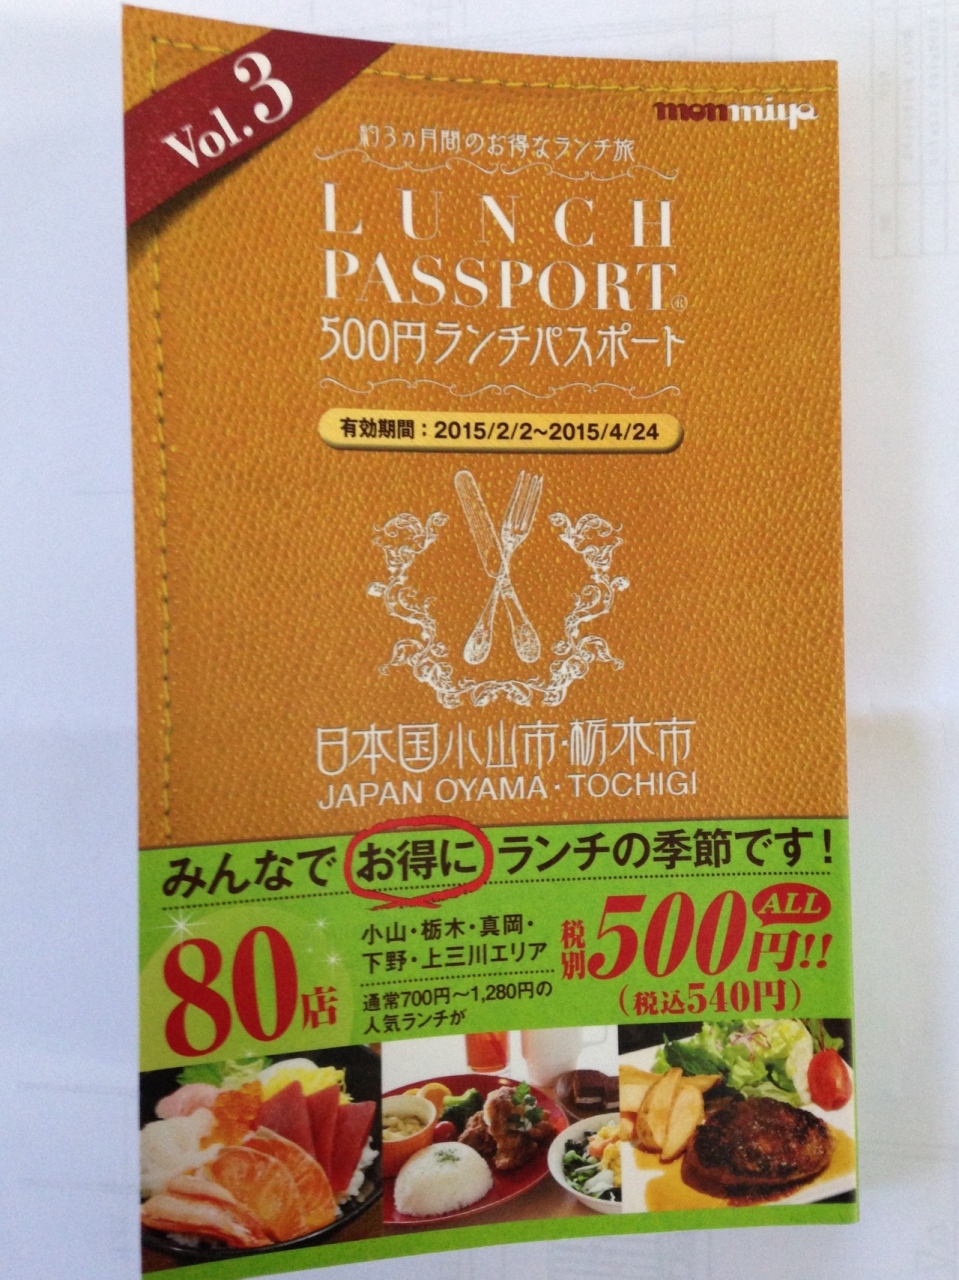 Vol.3
monmiya
約3ヵ月間のお得なランチ旅
LUNCH
PASSPORT®
500円ランチパスポート
有効期間：2015/2/2～2015/4/24
日本国小山市・栃木市
JAPAN OYAMA・TOCHIGI
みんなでお得にランチの季節です！
80店
小山・栃木・真岡・
下野・上三川エリア
通常700円～1,280円の
人気ランチが
税別500円!!
ALL
（税込540円）